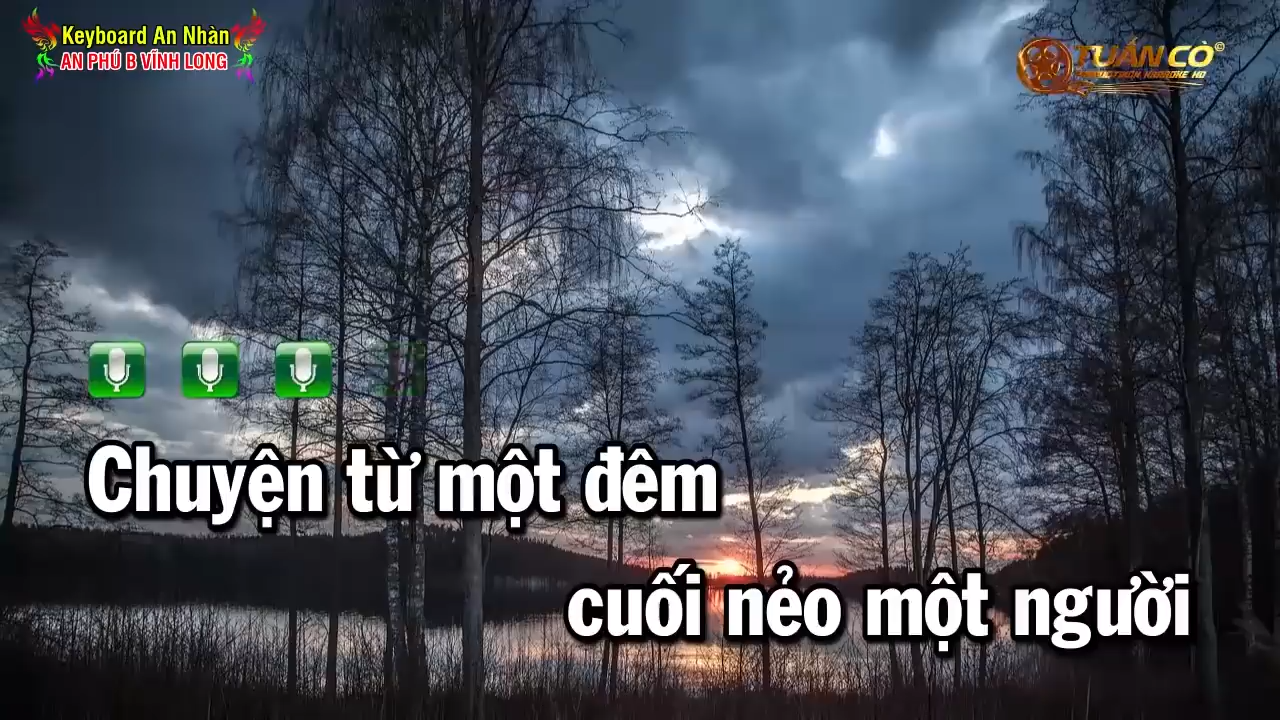 Keyboard An Nhàn
AN PHÚ B VĨNH LONG
TUẤN CÒ©
Chuyện từ một đêm
cuối nẻo một người